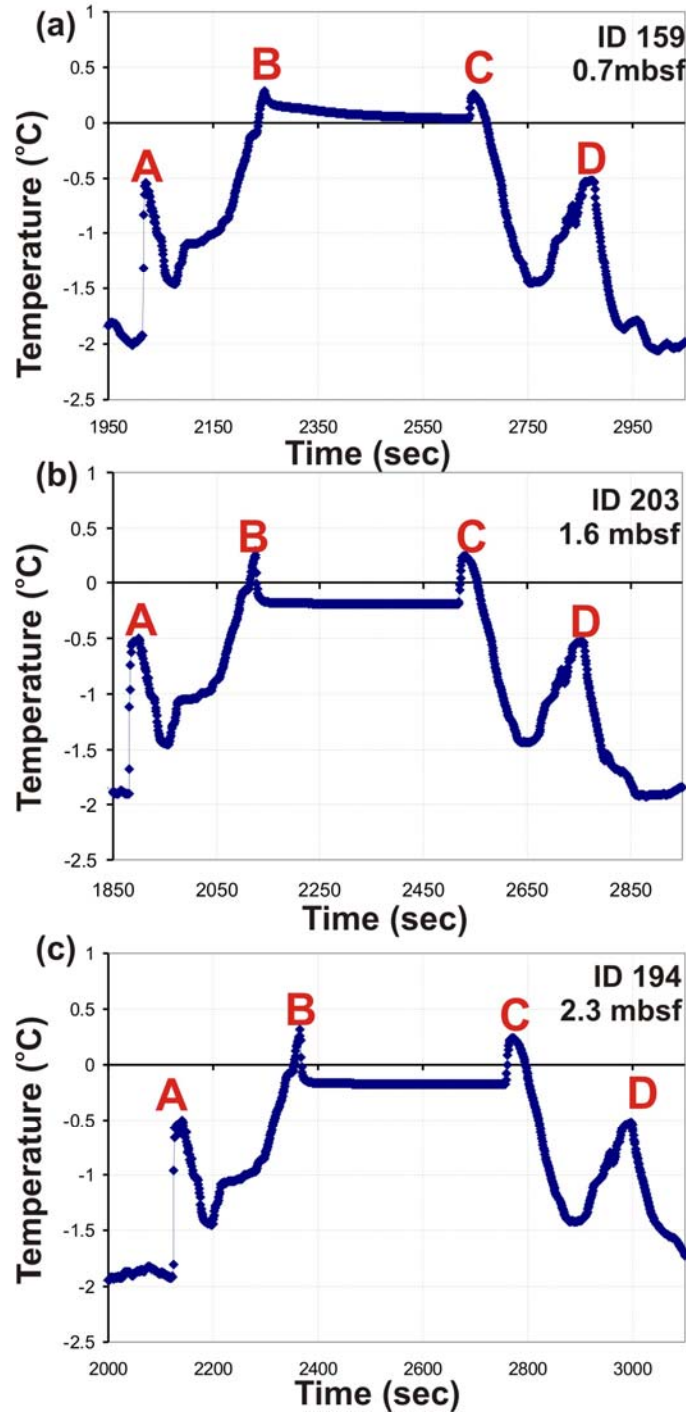 (a)
ID 159
0.7mbsf
A
B
C
D
Temperature (°C)
1
0.5
0
-0.5
-1
-1.5
-2
-2.5
1950 2150 2350 2550 2750 2950
Time (sec)
(b)
ID 203
1.6 mbsf
A
B
C
D
Temperature (°C)
1
0.5
0
-0.5
-1
-1.5
-2
-2.5
1850 2050 2250 2450 2650 2850
Time (sec)
(c)
ID 194
2.3 mbsf
A
B
C
D
Temperature (°C)
1
0.5
0
-0.5
-1
-1.5
-2
-2.5
2000 2200 2400 2600 2800 3000
Time (sec)